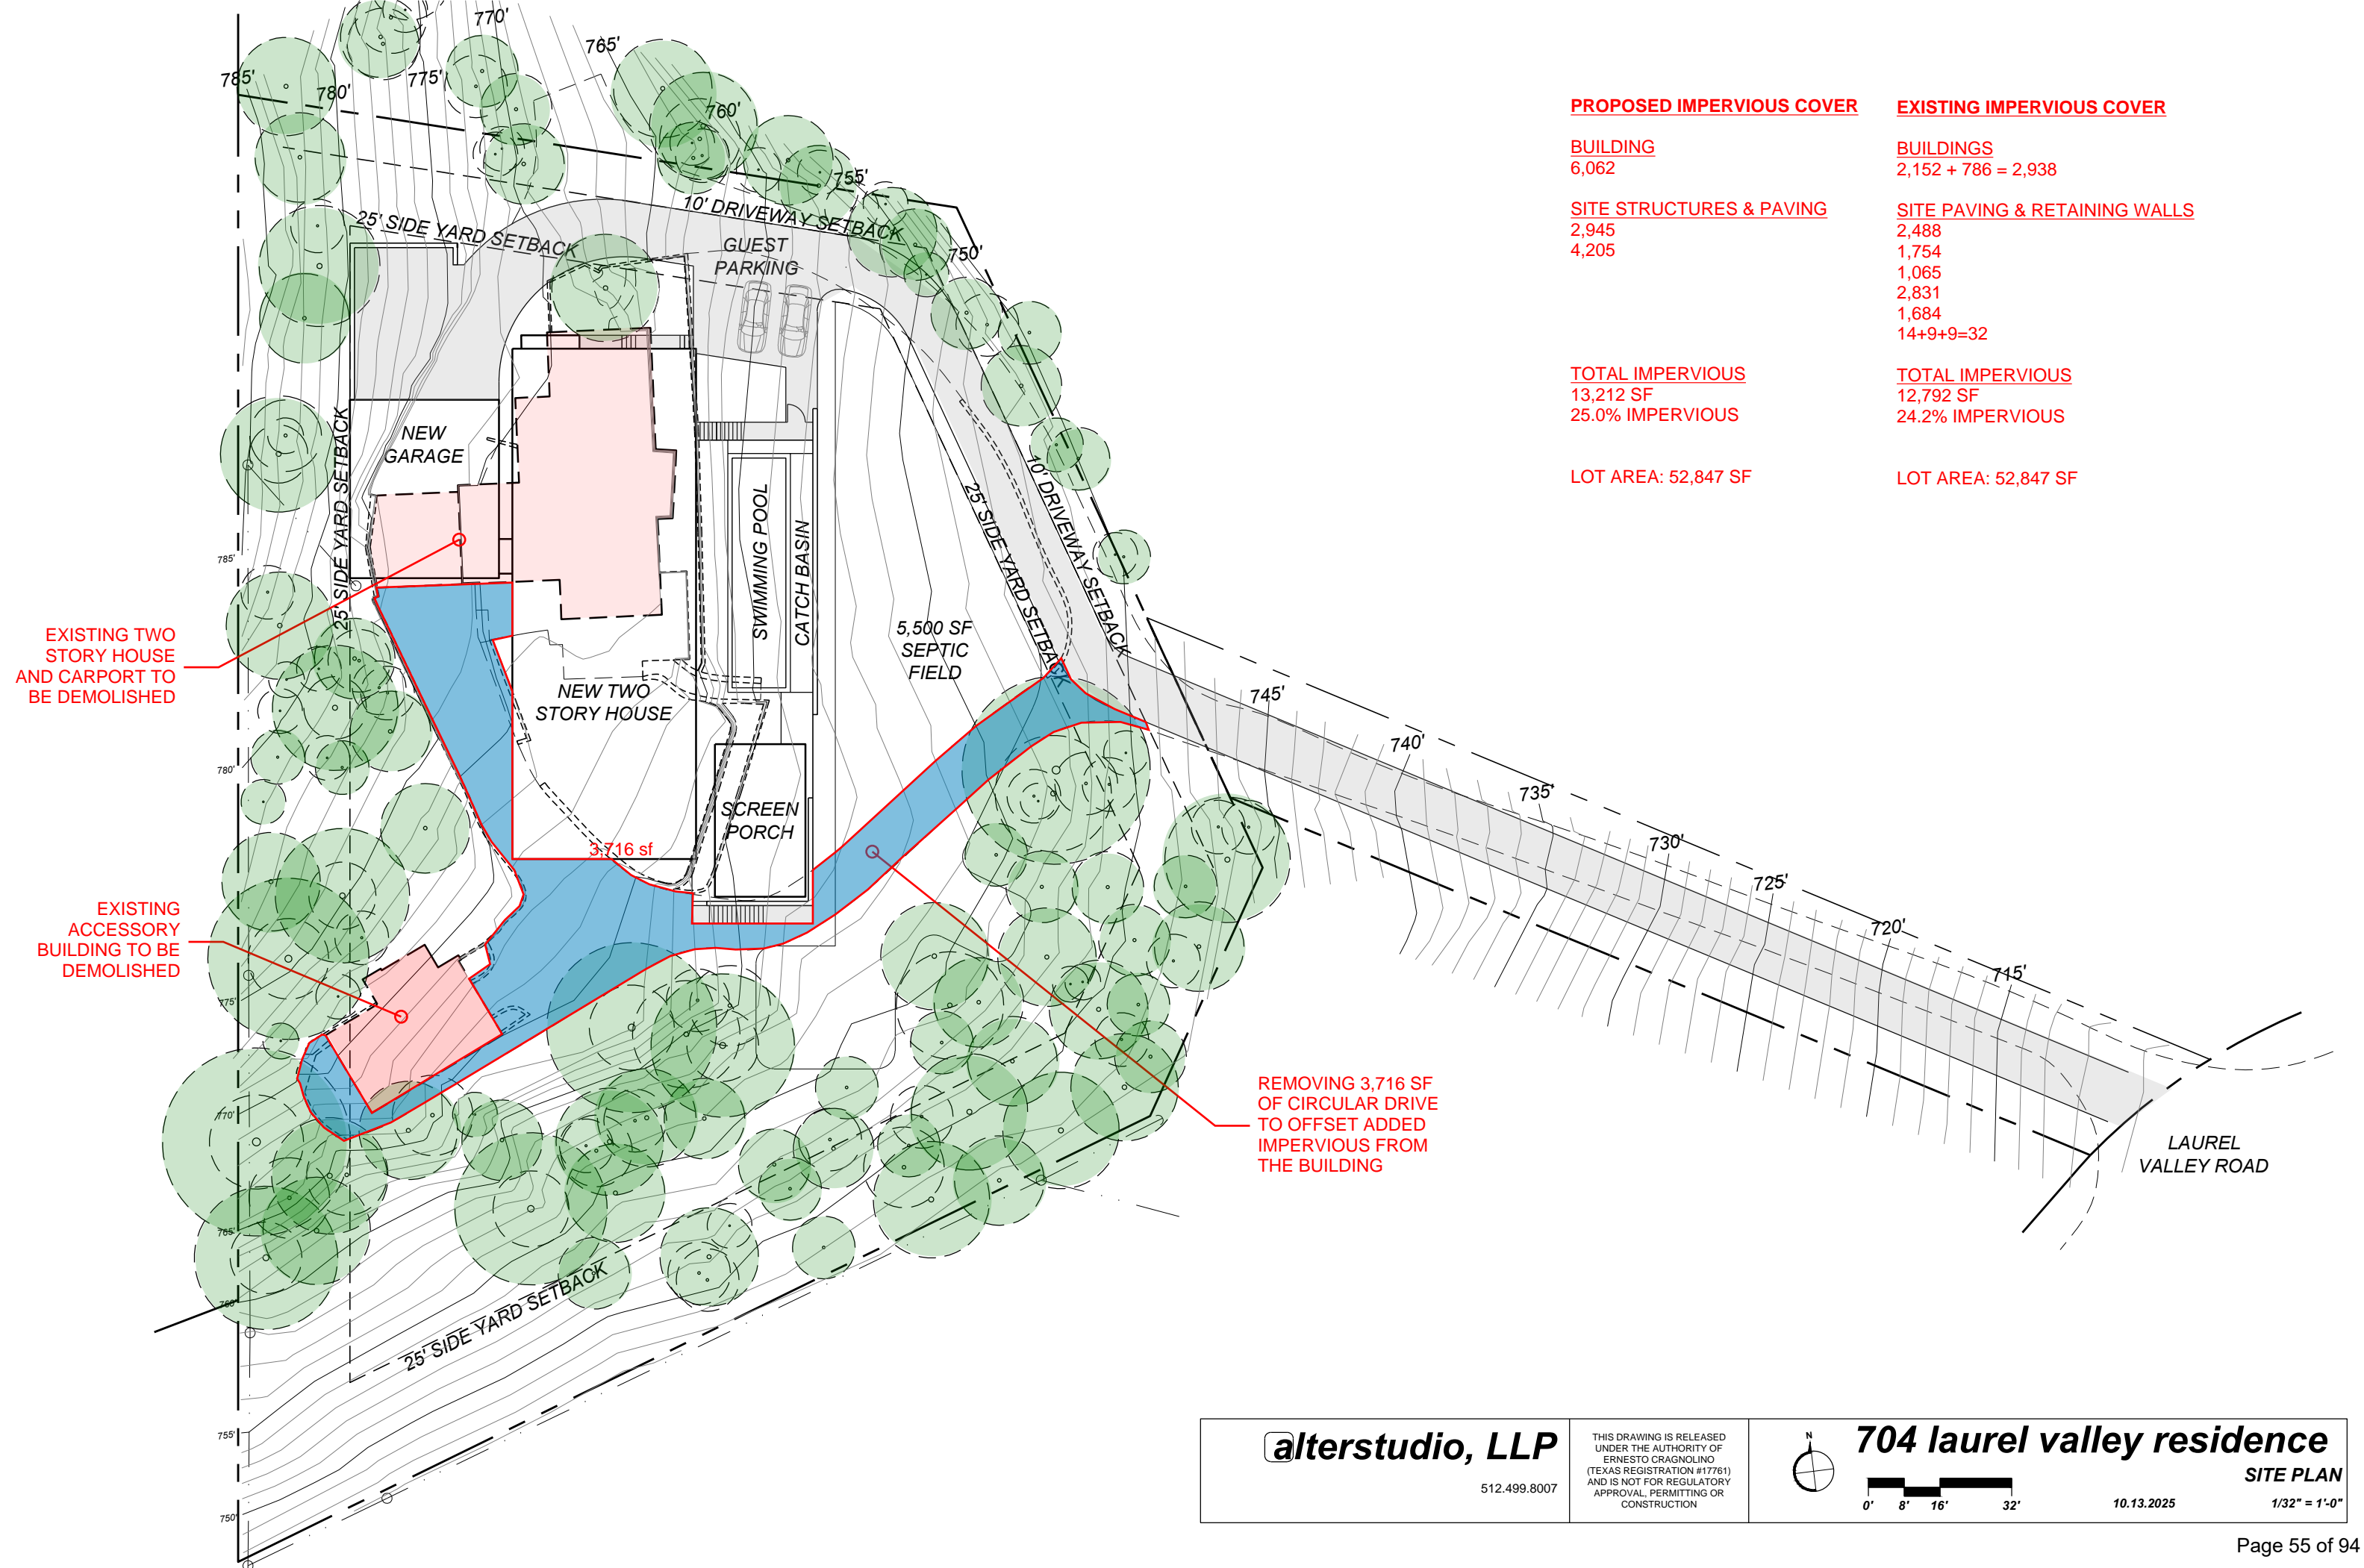 770'
765'
785'
780'
775'
760'
755'
750'
25' SIDE YARD SETBACK
10' DRIVEWAY SETBACK
GUEST
PARKING
PROPOSED IMPERVIOUS COVER
BUILDING
6,062
SITE STRUCTURES & PAVING
2,945
4,205
TOTAL IMPERVIOUS
13,212 SF
25.0% IMPERVIOUS
LOT AREA: 52,847 SF
EXISTING IMPERVIOUS COVER
BUILDINGS
2,152 + 786 = 2,938
SITE PAVING & RETAINING WALLS
2,488
1,754
1,065
2,831
1,684
14+9+9=32
TOTAL IMPERVIOUS
12,792 SF
24.2% IMPERVIOUS
LOT AREA: 52,847 SF
25' SIDE YARD SETBACK
NEW
GARAGE
SWIMMING POOL
CATCH BASIN
25' SIDE YARD SETBACK
10' DRIVEWAY SETBACK
785'
5,500 SF
SEPTIC
FIELD
EXISTING TWO
STORY HOUSE
AND CARPORT TO
BE DEMOLISHED
NEW TWO
STORY HOUSE
745'
740'
735'
730'
725'
720'
715'
780'
SCREEN
PORCH
3,716 sf
EXISTING
ACCESSORY
BUILDING TO BE
DEMOLISHED
775'
770'
765'
760'
755'
750'
REMOVING 3,716 SF
OF CIRCULAR DRIVE
TO OFFSET ADDED
IMPERVIOUS FROM
THE BUILDING
LAUREL
VALLEY ROAD
25' SIDE YARD SETBACK
alterstudio, LLP
512.499.8007
THIS DRAWING IS RELEASED
UNDER THE AUTHORITY OF
ERNESTO CRAGNOLINO
(TEXAS REGISTRATION #17761)
AND IS NOT FOR REGULATORY
APPROVAL, PERMITTING OR
CONSTRUCTION
N
704 laurel valley residence
SITE PLAN
0' 8' 16' 32'
10.13.2025
1/32" = 1'-0"
Page 55 of 94